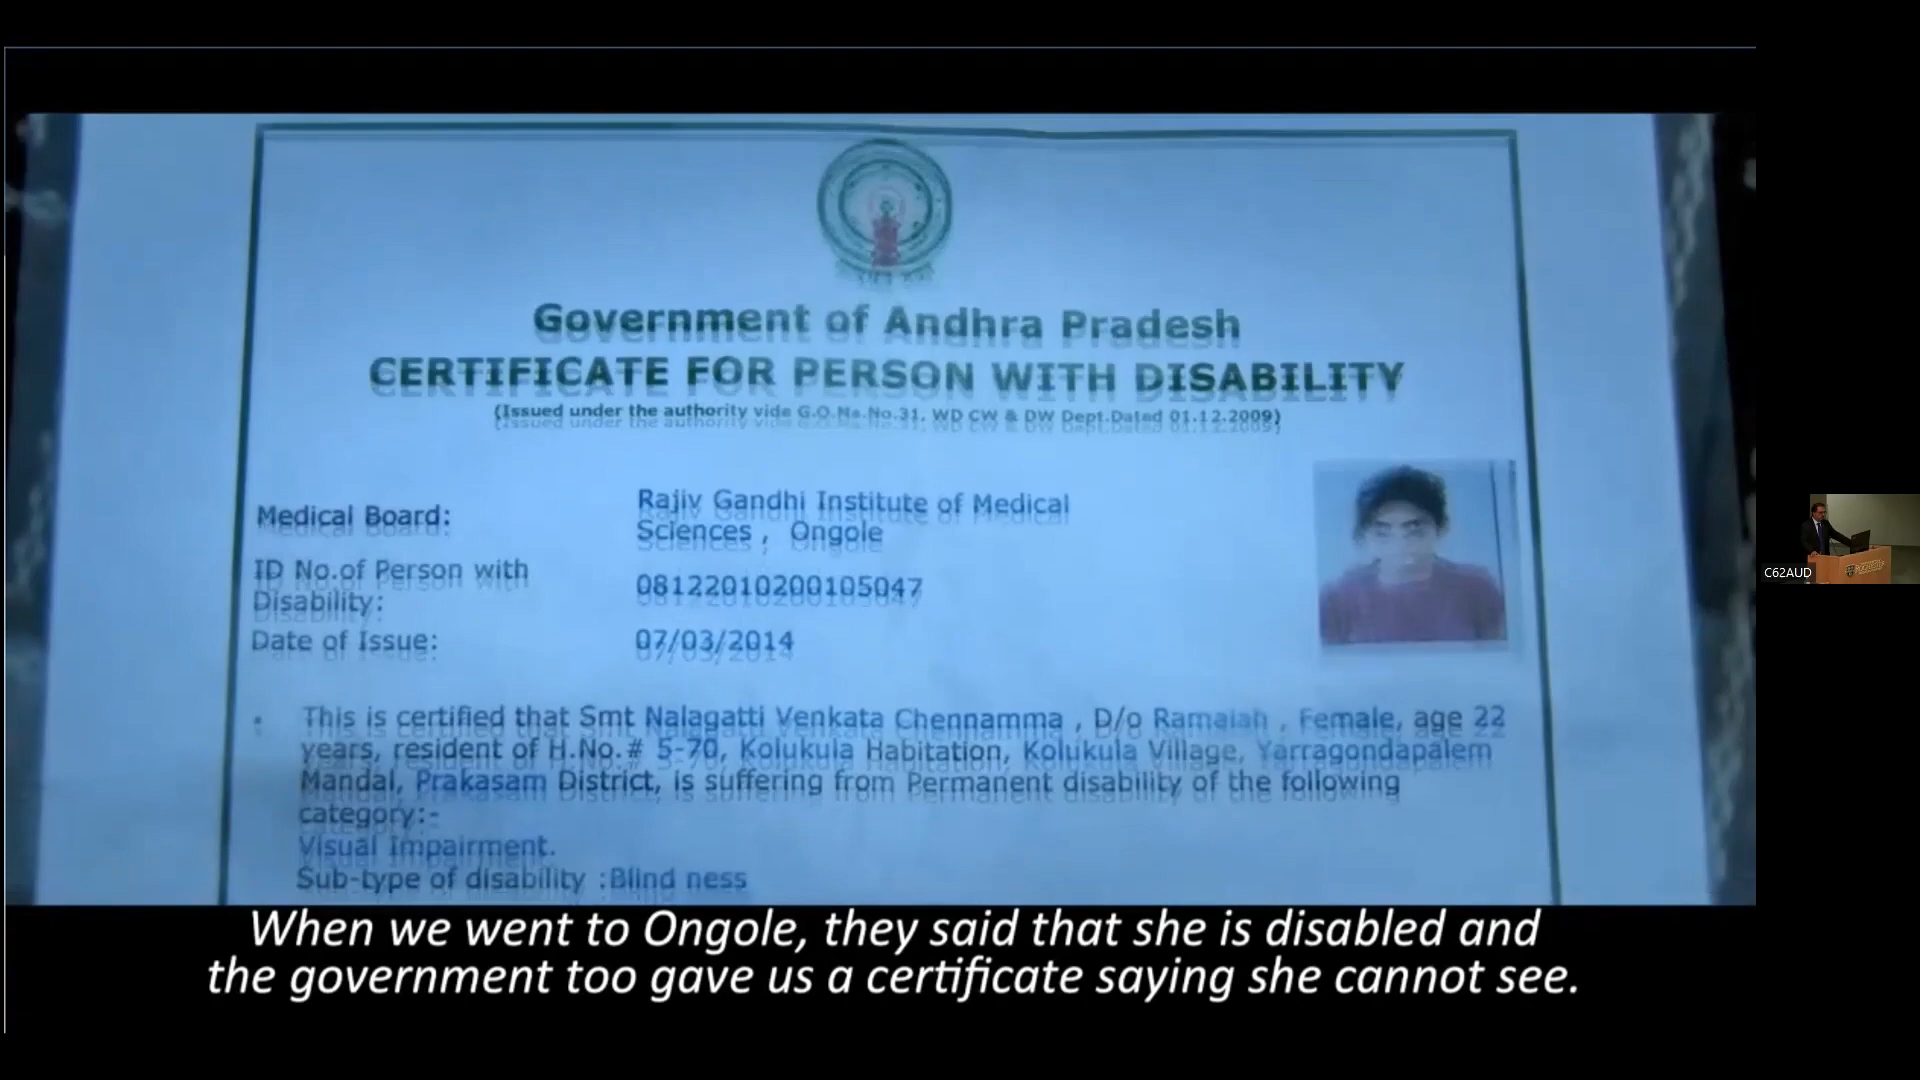 Government of Andhra Pradesh
CERTIFICATE FOR PERSON WITH DISABILITY
(Issued under the authority vide G.O.Ms.No.31, WD CW & DW Dept.Dated 01.12.2009)
Medical Board: Rajiv Gandhi Institute of Medical
Sciences , Ongole
ID No.of Person with
Disability: 08122010200105047
Date of Issue: 07/03/2014
This is certified that Smt Nalagatti Venkata Chennamma , D/o Ramaiah , Female, age 22
years, resident of H.No.# 5-70, Kolukula Habitation, Kolukula Village, Yarragondapalem
Mandal, Prakasam District, is suffering from Permanent disability of the following
category:-
Visual Impairment.
Sub-type of disability :Blind ness
When we went to Ongole, they said that she is disabled and
the government too gave us a certificate saying she cannot see.
C62AUD